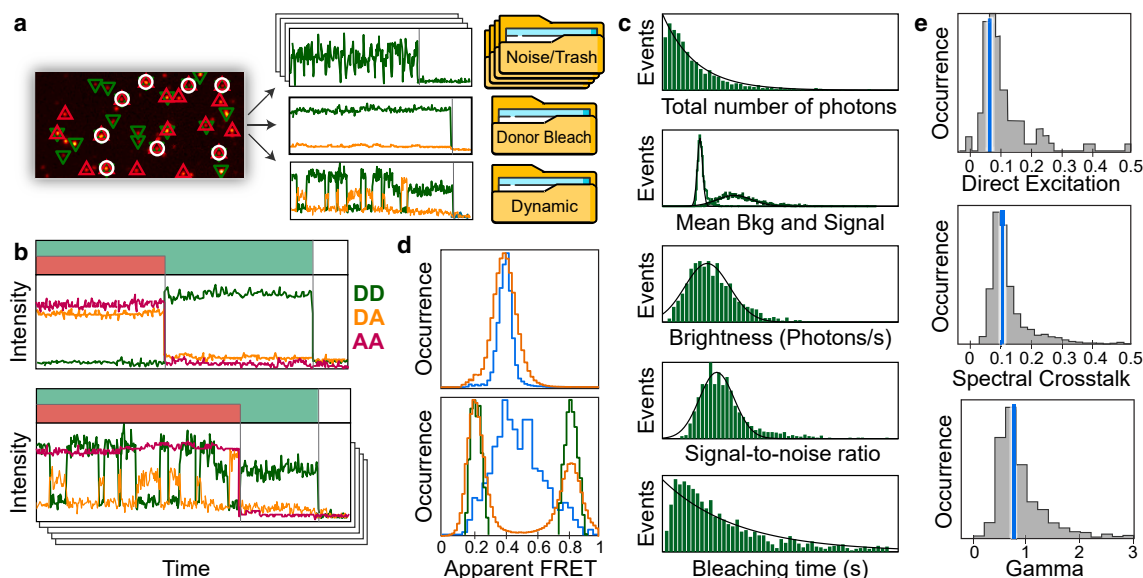 a
Noise/Trash
Donor Bleach
Dynamic
b
Intensity
DD
DA
AA
Intensity
Time
c
Events
Total number of photons
Events
Mean Bkg and Signal
Events
Brightness (Photons/s)
Events
Signal-to-noise ratio
Events
Bleaching time (s)
d
Occurrence
Occurrence
0 0.2 0.4 0.6 0.8 1
Apparent FRET
e
Occurrence
0 0.1 0.2 0.3 0.4 0.5
Direct Excitation
Occurrence
0 0.1 0.2 0.3 0.4 0.5
Spectral Crosstalk
Occurrence
0 1 2 3
Gamma